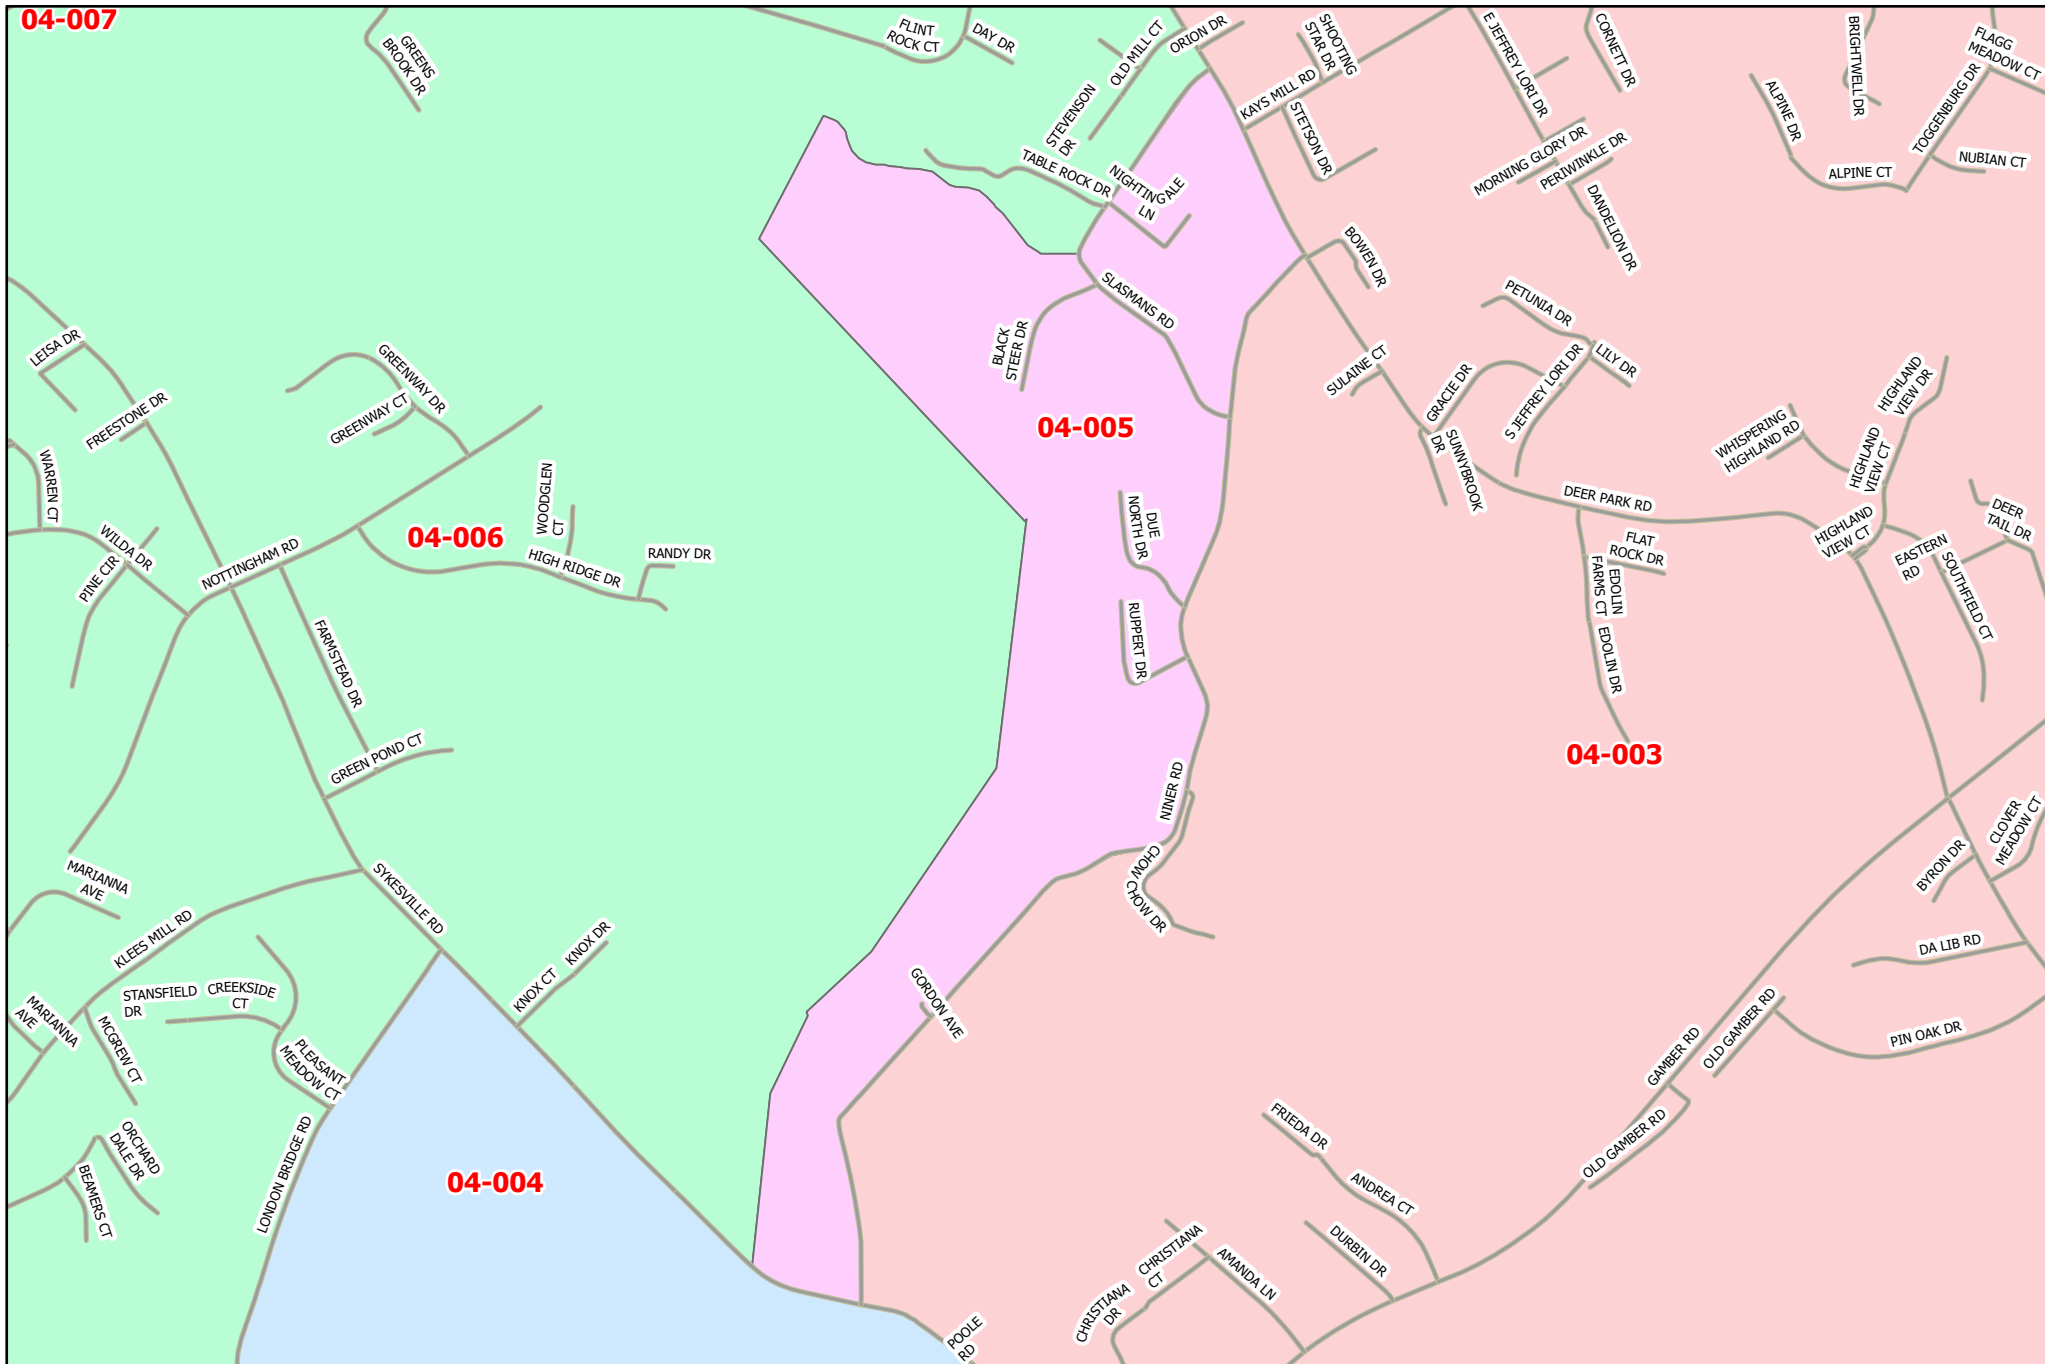 04-007
GREENS
BROOK DR
FLINT
ROCK CT
DAY DR
OLD MILL CT
ORION DR
SHOOTING
STAR DR
KAYS MILL RD
STETSON DR
E JEFFREY LORI DR
CORNETT DR
BRIGHTWELL DR
FLAGG
MEADOW CT
TOGGENBURG DR
ALPINE DR
ALPINE CT
NUBIAN CT
STEVENSON
DR
TABLE ROCK DR
NIGHTINGALE
LN
MORNING GLORY DR
PERIWINKLE DR
DANDELION DR
BOWEN DR
SLASMANS RD
BLACK
STEER DR
PETUNIA DR
LILY DR
SULAINE CT
GRACIE DR
S JEFFREY LORI DR
SUNNYBROOK
DR
LEISA DR
FREESTONE DR
GREENWAY DR
GREENWAY CT
04-005
HIGHLAND
VIEW DR
WHISPERING
HIGHLAND RD
HIGHLAND
VIEW CT
WARREN CT
WOODGLEN
CT
04-006
WILDA DR
PINE CIR
NOTTINGHAM RD
HIGH RIDGE DR
RANDY DR
DUE
NORTH DR
DEER PARK RD
HIGHLAND
VIEW CT
DEER
TAIL DR
EASTERN
RD
SOUTHFIELD CT
FLAT
ROCK DR
EDOLIN
FARMS CT
EDOLIN DR
RUPPERT DR
FARMSTEAD DR
GREEN POND CT
04-003
NINER RD
CHOW
CHOW DR
CLOVER
MEADOW CT
BYRON DR
MARIANNA
AVE
SYKESVILLE RD
KLEES MILL RD
KNOX DR
KNOX CT
DA LIB RD
STANSFIELD
DR
CREEKSIDE
CT
MARIANNA
AVE
MCGREW CT
PLEASANT
MEADOW CT
GORDON AVE
GAMBER RD
OLD GAMBER RD
PIN OAK DR
ORCHARD
DALE DR
BEAMERS CT
LONDON BRIDGE RD
04-004
FRIEDA DR
ANDREA CT
OLD GAMBER RD
DURBIN DR
CHRISTIANA
CT
AMANDA LN
CHRISTIANA
DR
POOLE
RD